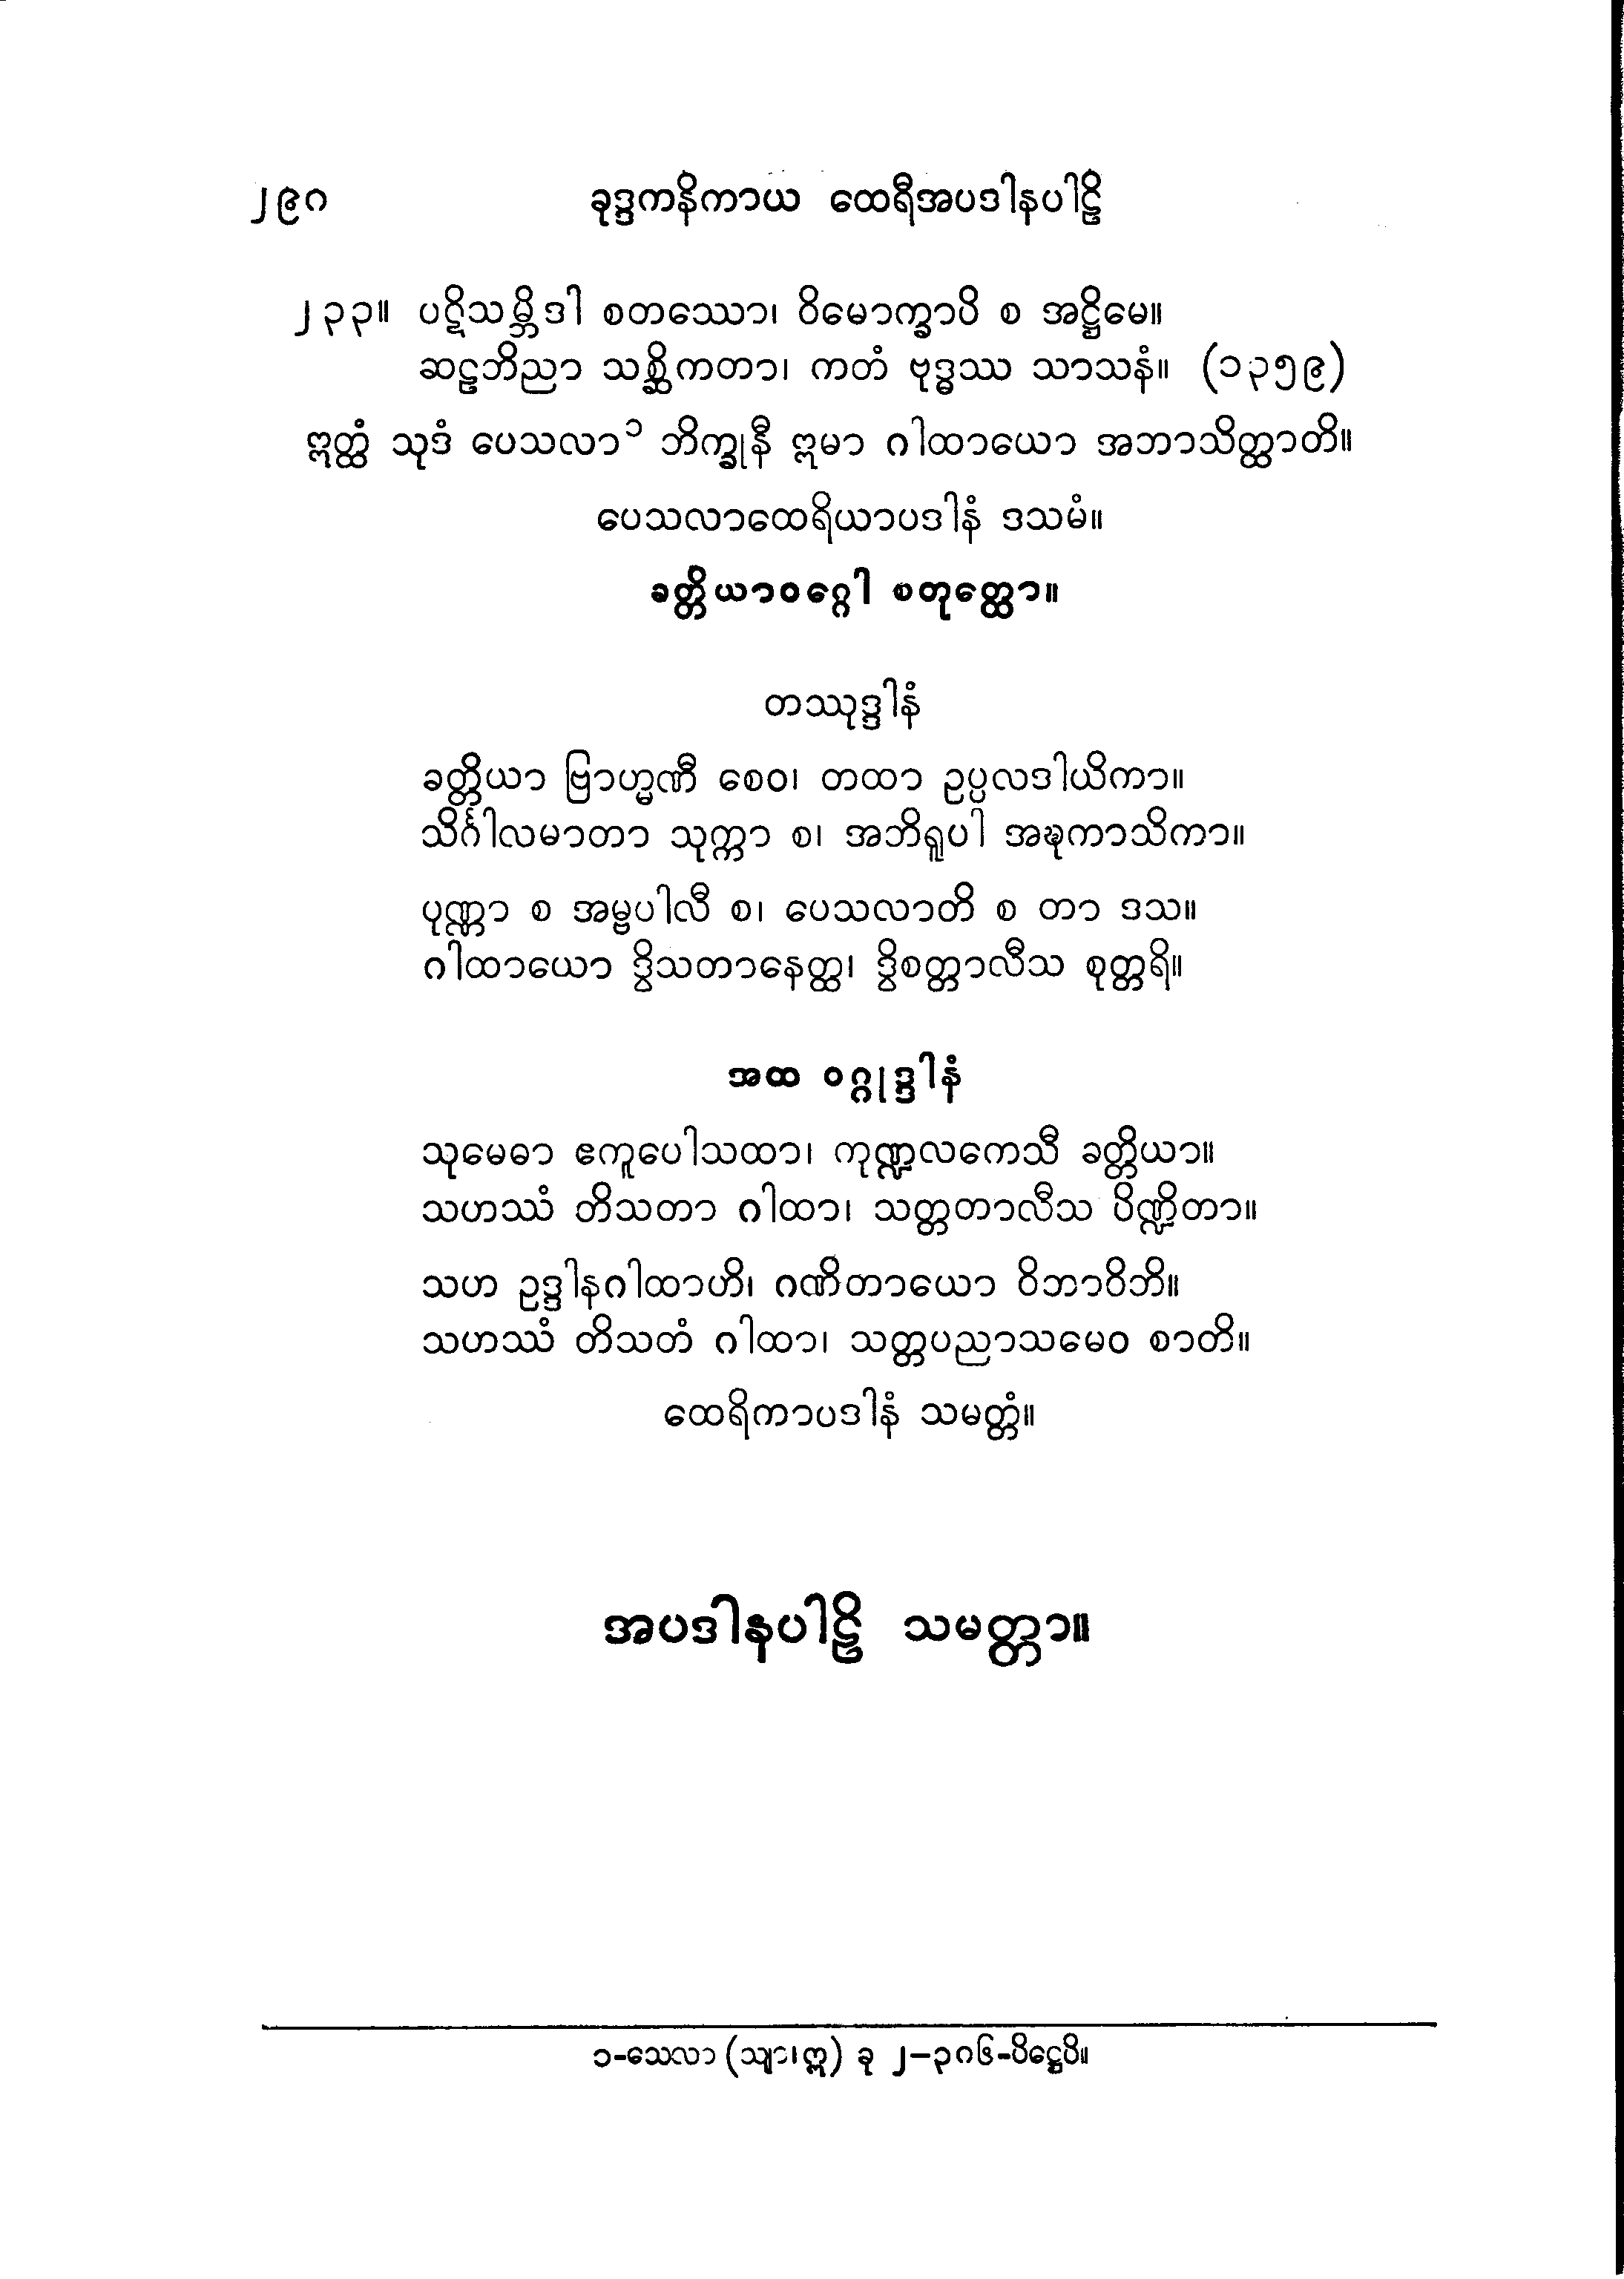 ၂၉၀ ခုဒ္ဒကနိကာယ ထေရီအပဒါနပါဠိ
၂၃၃။ ပဋိသမ္ဘိဒါ စတဿော၊ ဝိမောက္ခာပိ စ အဋ္ဌိမေ။
ဆဠဘိညာ သစ္ဆိကတာ၊ ကတံ ဗုဒ္ဓဿ သာသနံ။ (၁၃၅၉)
ဣတ္ထံ သုဒံ ပေသလာ၁ ဘိက္ခုနီ ဣမာ ဂါထာယော အဘာသိတ္ထာတိ။
ပေသလာထေရိယာပဒါနံ ဒသမံ။
ခတ္တိယာဝဂ္ဂေါ စတုတ္ထော။
တဿုဒ္ဒါနံ
ခတ္တိယာ ဗြာဟ္မဏီ စေဝ၊ တထာ ဥပ္ပလဒါယိကာ။
သိင်္ဂါလမာတာ သုက္ကာ စ၊ အဘိရူပါ အဍ္ဎကာသိကာ။
ပုဏ္ဏာ စ အမ္ဗပါလီ စ၊ ပေသလာတိ စ တာ ဒသ။
ဂါထာယော ဒွိသတာနေတ္ထ၊ ဒွိစတ္တာလီသ စုတ္တရိ။
အထ ဝဂ္ဂုဒ္ဒါနံ
သုမေဓာ ဧကူပေါသထာ၊ ကုဏ္ဍလကေသီ ခတ္တိယာ။
သဟဿံ တိသတာ ဂါထာ၊ သတ္တတာလီသ ပိဏ္ဍိတာ။
သဟ ဥဒ္ဒါနဂါထာဟိ၊ ဂဏိတာယော ဝိဘာဝိဘိ။
သဟဿံ တိသတံ ဂါထာ၊ သတ္တပညာသမေဝ စာတိ။
ထေရိကာပဒါနံ သမတ္တံ။
အပဒါနပါဠိ သမတ္တာ။
၁-သေလာ (သျာ၊ဣ) ခု ၂-၃၀၆-ပိဋ္ဌေပိ။